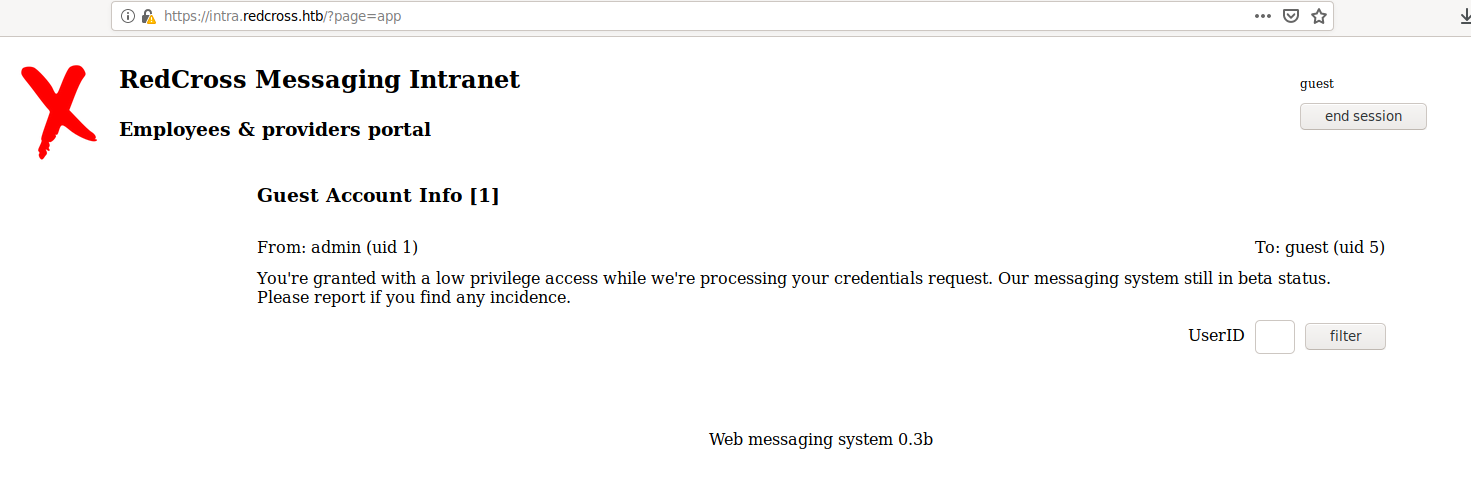 https://intra.redcross.htb/?page=app
RedCross Messaging Intranet
guest
end session
Employees & providers portal
Guest Account Info [1]
From: admin (uid 1) To: guest (uid 5)
You're granted with a low privilege access while we're processing your credentials request. Our messaging system still in beta status.
Please report if you find any incidence.
UserID filter
Web messaging system 0.3b